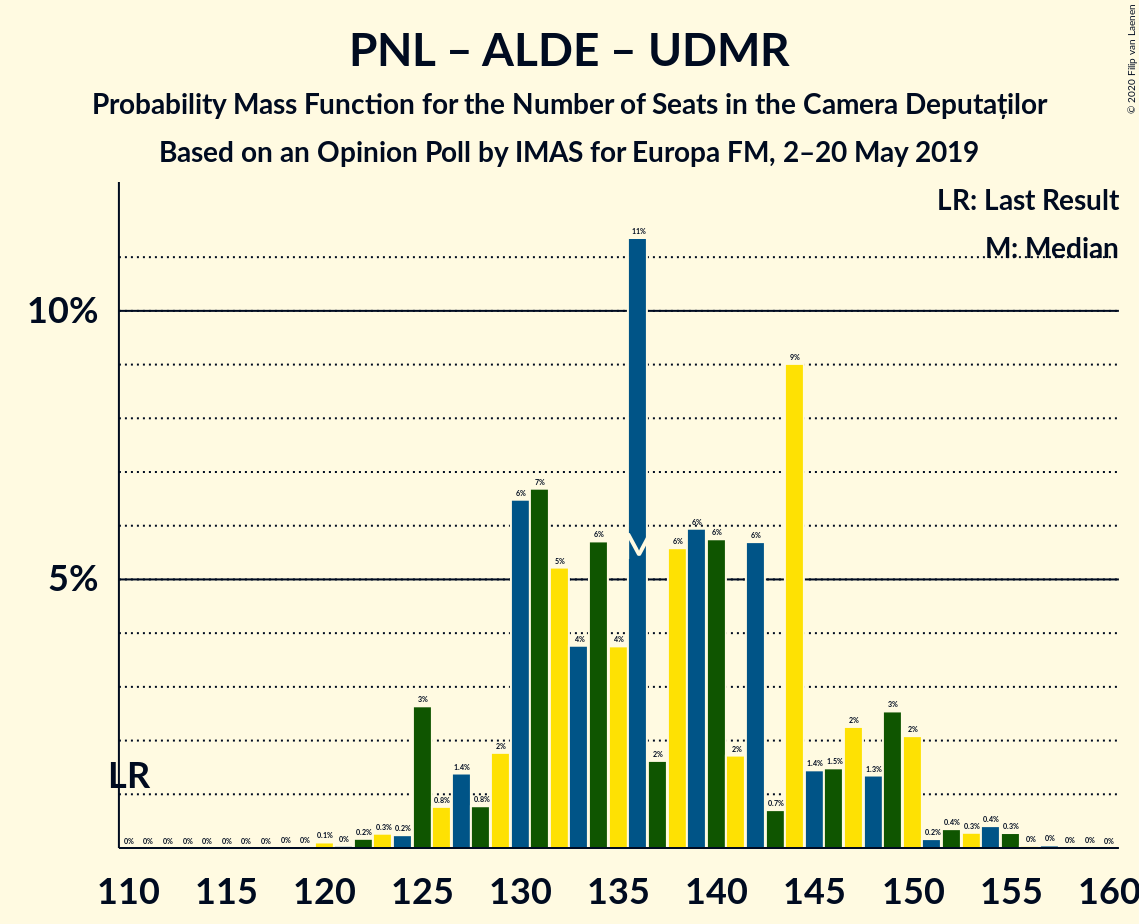 PNL – ALDE – UDMR
Probability Mass Function for the Number of Seats in the Camera Deputaților
Based on an Opinion Poll by IMAS for Europa FM, 2–20 May 2019
© 2020 Filip van Laenen
LR: Last Result
M: Median
10%
5%
LR
0% 0% 0% 0% 0% 0% 0% 0% 0% 0% 0.1% 0% 0.2% 0.3% 0.2% 3% 0.8% 1.4% 0.8% 2% 6% 7% 5% 4% 6% 4% 11% 2% 6% 6% 6% 2% 6% 0.7% 9% 1.4% 1.5% 2% 1.3% 3% 2% 0.2% 0.4% 0.3% 0.4% 0.3% 0% 0% 0% 0% 0%
110 115 120 125 130 135 140 145 150 155 160